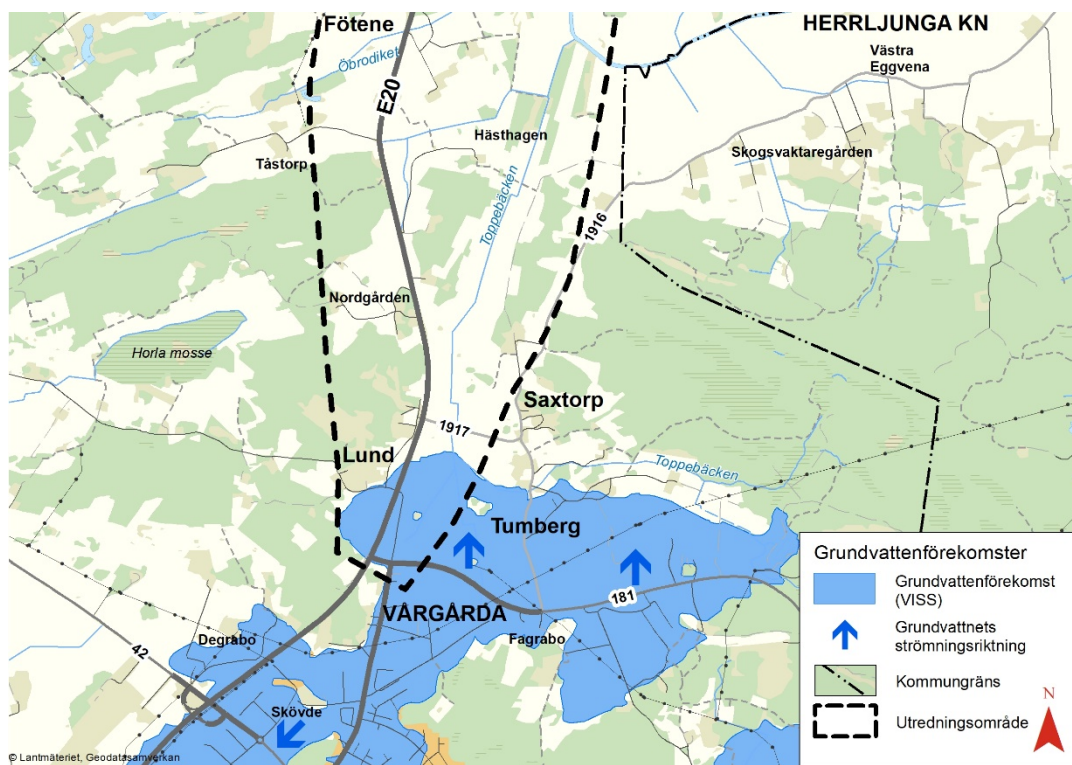 Fötene
HERRLJUNGA KN
Öbrodiket
E20
Västra
Eggvena
Hästhagen
Skogsvaktaregården
Tåstorp
Toppebäcken
1916
Nordgården
Horla mosse
Saxtorp
1917
Lund
Toppebäcken
Tumberg
181
VÅRGÅRDA
Fagrabo
Degrabo
42
Skövde
Grundvattenförekomster
Grundvattenförekomst
(VISS)
Grundvattnets
strömningsriktning
Kommungräns
Utredningsområde
N
© Lantmäteriet, Geodatasamverkan